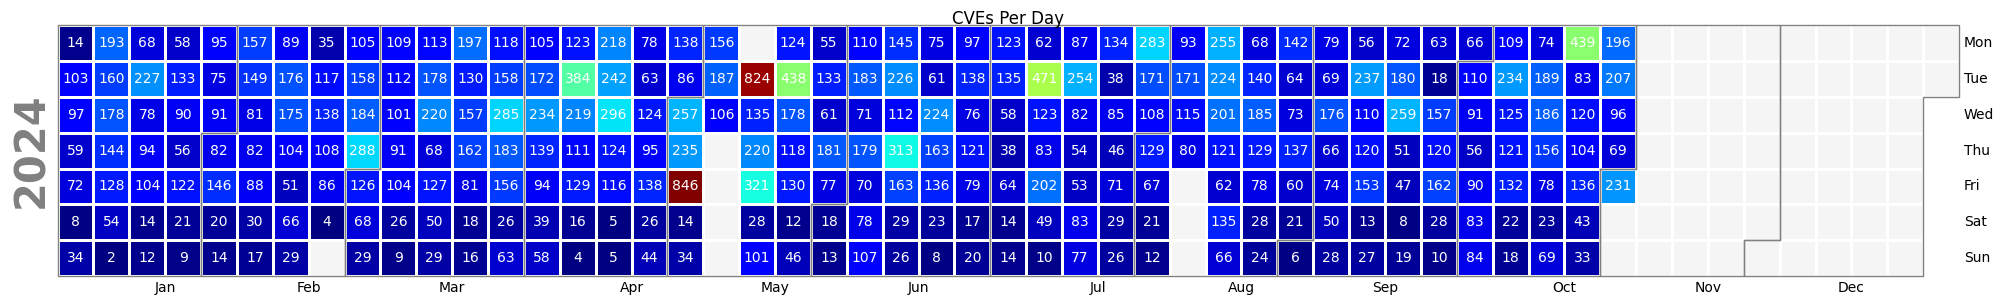 CVEs Per Day
2024
14 193 68 58 95 157 89 35 105 109 113 197 118 105 123 218 78 138 156 124 55 110 145 75 97 123 62 87 134 283 93 255 68 142 79 56 72 63 66 109 74 439 196 Mon
103 160 227 133 75 149 176 117 158 112 178 130 158 172 384 242 63 86 187 824 438 133 183 226 61 138 135 471 254 38 171 171 224 140 64 69 237 180 18 110 234 189 83 207 Tue
97 178 78 90 91 81 175 138 184 101 220 157 285 234 219 296 124 257 106 135 178 61 71 112 224 76 58 123 82 85 108 115 201 185 73 176 110 259 157 91 125 186 120 96 Wed
59 144 94 56 82 82 104 108 288 91 68 162 183 139 111 124 95 235 220 118 181 179 313 163 121 38 83 54 46 129 80 121 129 137 66 120 51 120 56 121 156 104 69 Thu
72 128 104 122 146 88 51 86 126 104 127 81 156 94 129 116 138 846 321 130 77 70 163 136 79 64 202 53 71 67 62 78 60 74 153 47 162 90 132 78 136 231 Fri
8 54 14 21 20 30 66 4 68 26 50 18 26 39 16 5 26 14 28 12 18 78 29 23 17 14 49 83 29 21 135 28 21 50 13 8 28 83 22 23 43 Sat
34 2 12 9 14 17 29 29 9 29 16 63 58 4 5 44 34 101 46 13 107 26 8 20 14 10 77 26 12 66 24 6 28 27 19 10 84 18 69 33 Sun
Jan Feb Mar Apr May Jun Jul Aug Sep Oct Nov Dec